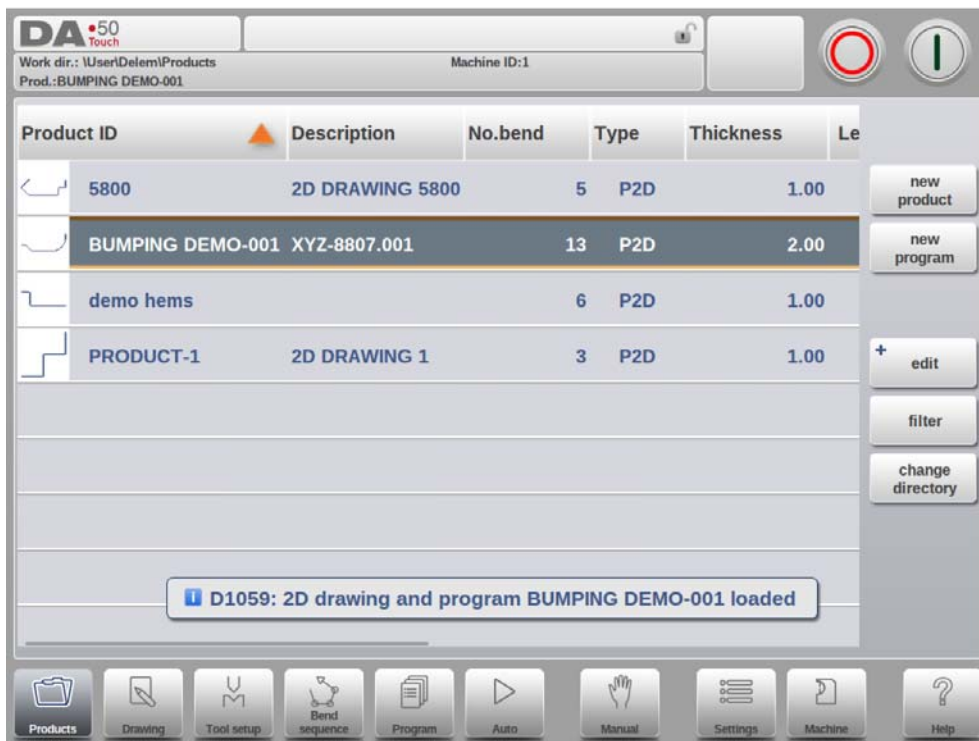 DA•50
Touch
Work dir.: \User\Delem\Products Machine ID:1
Prod.:BUMPING DEMO-001
Product ID Description No.bend Type Thickness Le
5800 2D DRAWING 5800 5 P2D 1.00
BUMPING DEMO-001 XYZ-8807.001 13 P2D 2.00
demo hems 6 P2D 1.00
PRODUCT-1 2D DRAWING 1 3 P2D 1.00
new
product
new
program
+ edit
filter
change
directory
i D1059: 2D drawing and program BUMPING DEMO-001 loaded
Products Drawing Tool setup Bend
sequence Program Auto Manual Settings Machine ? Help